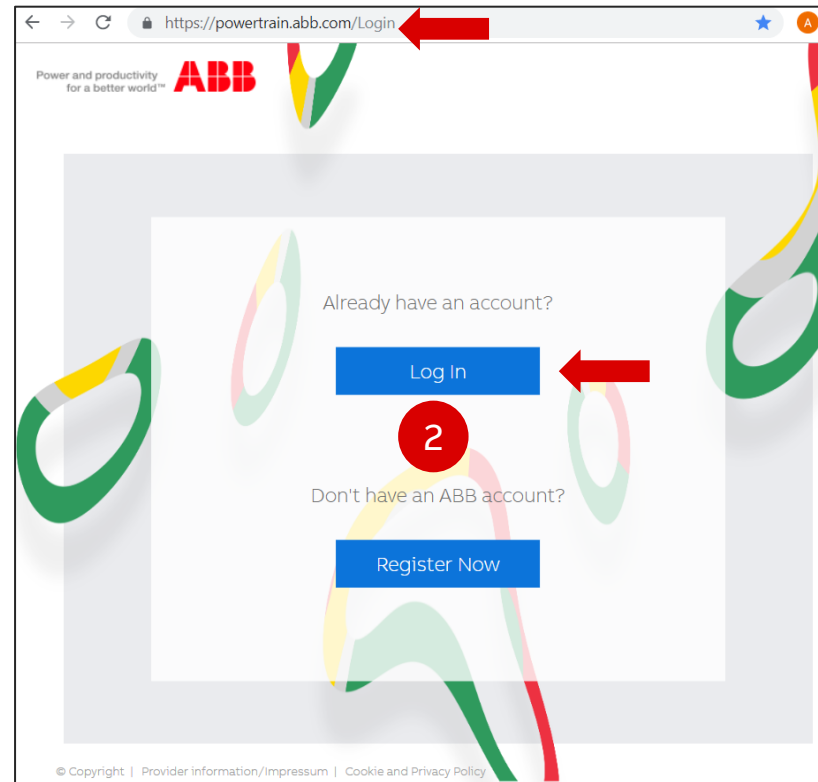 https://powertrain.abb.com/Login
A
Power and productivity
for a better world™
ABB
Already have an account?
Log In
2
Don't have an ABB account?
Register Now
© Copyright | Provider information/Impressum | Cookie and Privacy Policy